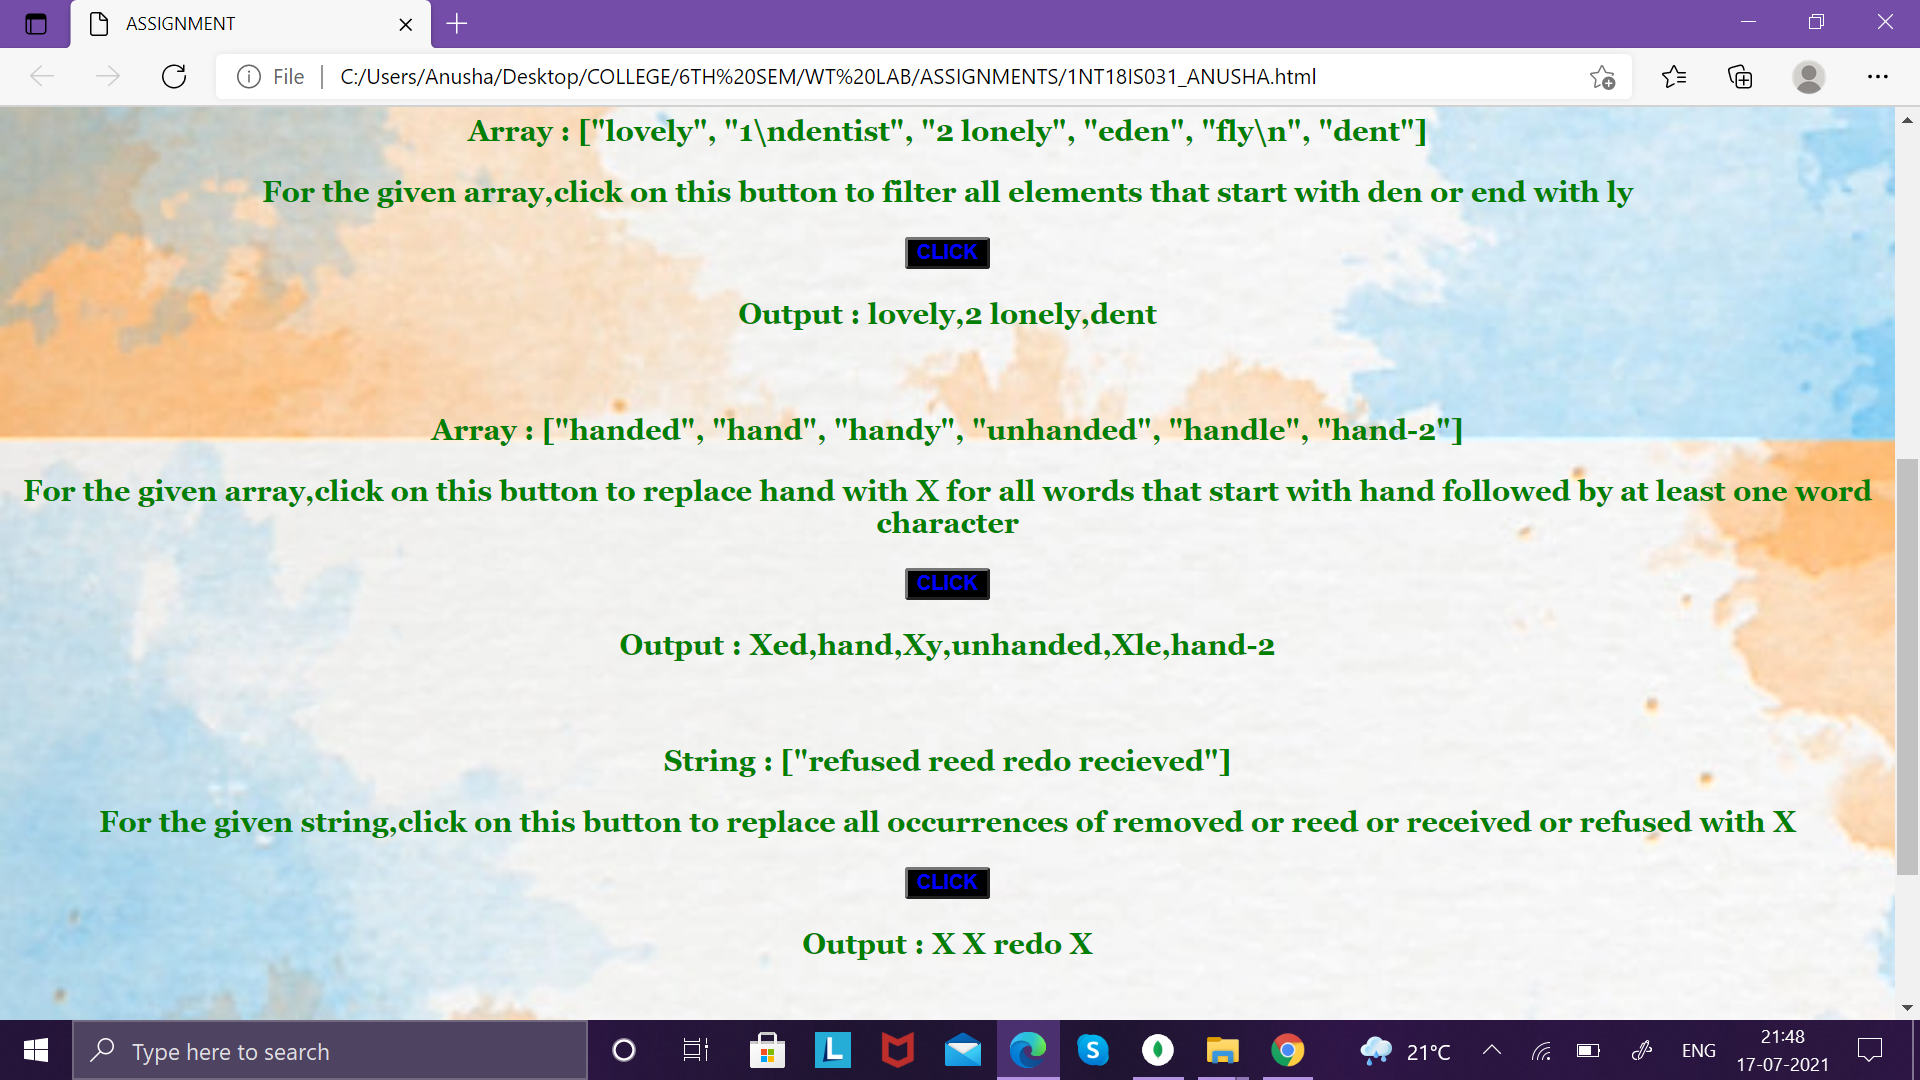 ASSIGNMENT
File | C:/Users/Anusha/Desktop/COLLEGE/6TH%20SEM/WT%20LAB/ASSIGNMENTS/1NT18IS031_ANUSHA.html
Array : ["lovely", "1\ndentist", "2 lonely", "eden", "fly\n", "dent"]
For the given array,click on this button to filter all elements that start with den or end with ly
CLICK
Output : lovely,2 lonely,dent
Array : ["handed", "hand", "handy", "unhanded", "handle", "hand-2"]
For the given array,click on this button to replace hand with X for all words that start with hand followed by at least one word
character
CLICK
Output : Xed,hand,Xy,unhanded,Xle,hand-2
String : ["refused reed redo recieved"]
For the given string,click on this button to replace all occurrences of removed or reed or received or refused with X
CLICK
Output : X X redo X
Type here to search
L
S
21°C
ENG
21:48
17-07-2021